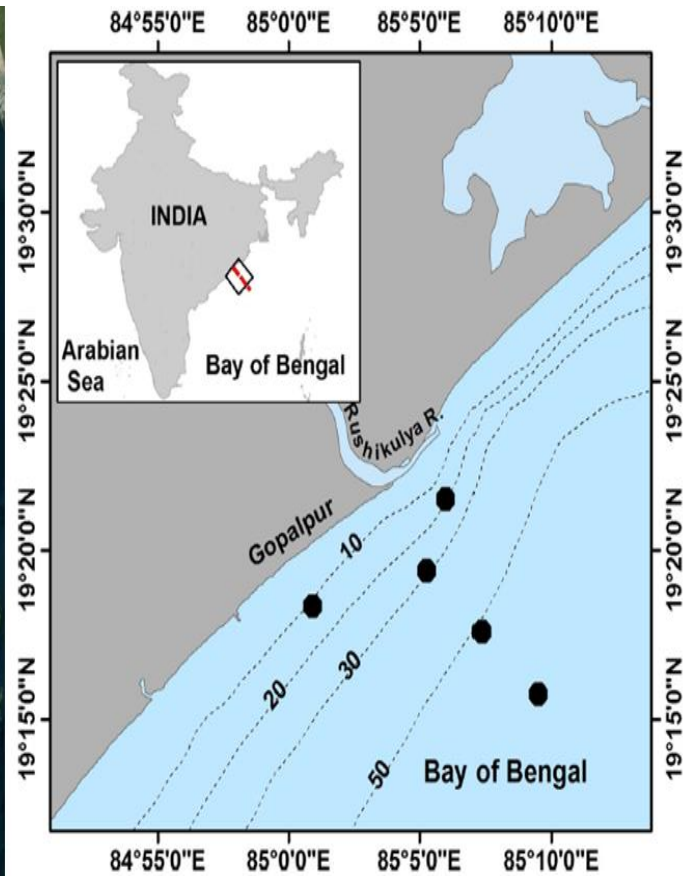 84°55'0"E 85°0'0"E 85°5'0"E 85°10'0"E
19°30'0"N
19°25'0"N
19°20'0"N
19°15'0"N
INDIA
Arabian
Sea
Bay of Bengal
Rushikulya R.
Gopalpur
10
20
30
50
Bay of Bengal
19°30'0"N
19°25'0"N
19°20'0"N
19°15'0"N
84°55'0"E 85°0'0"E 85°5'0"E 85°10'0"E